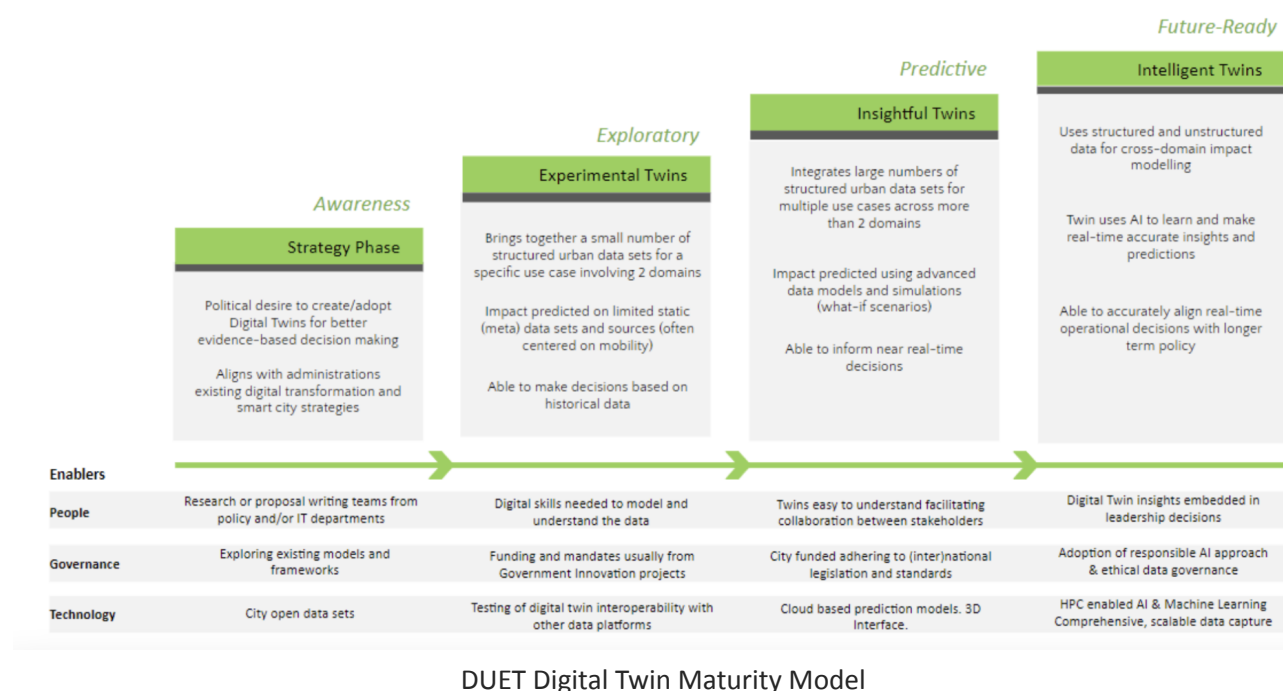 Future-Ready
Intelligent Twins
Uses structured and unstructured
data for cross-domain impact
modelling
Twin uses AI to learn and make
real-time accurate insights and
predictions
Able to accurately align real-time
operational decisions with longer
term policy
Predictive
Insightful Twins
Integrates large numbers of
structured urban data sets for
multiple use cases across more
than 2 domains
Impact predicted using advanced
data models and simulations
(what-if scenarios)
Able to inform near real-time
decisions
Exploratory
Experimental Twins
Brings together a small number of
structured urban data sets for a
specific use case involving 2 domains
Impact predicted on limited static
(meta) data sets and sources (often
centered on mobility)
Able to make decisions based on
historical data
Awareness
Strategy Phase
Political desire to create/adopt
Digital Twins for better
evidence-based decision making
Aligns with administrations
existing digital transformation and
smart city strategies
Enablers
People
Research or proposal writing teams from
policy and/or IT departments
Digital skills needed to model and
understand the data
Twins easy to understand facilitating
collaboration between stakeholders
Digital Twin insights embedded in
leadership decisions
Governance
Exploring existing models and
frameworks
Funding and mandates usually from
Government Innovation projects
City funded adhering to (inter)national
legislation and standards
Adoption of responsible AI approach
& ethical data governance
Technology
City open data sets
Testing of digital twin interoperability with
other data platforms
Cloud based prediction models. 3D
Interface.
HPC enabled AI & Machine Learning
Comprehensive, scalable data capture
DUET Digital Twin Maturity Model